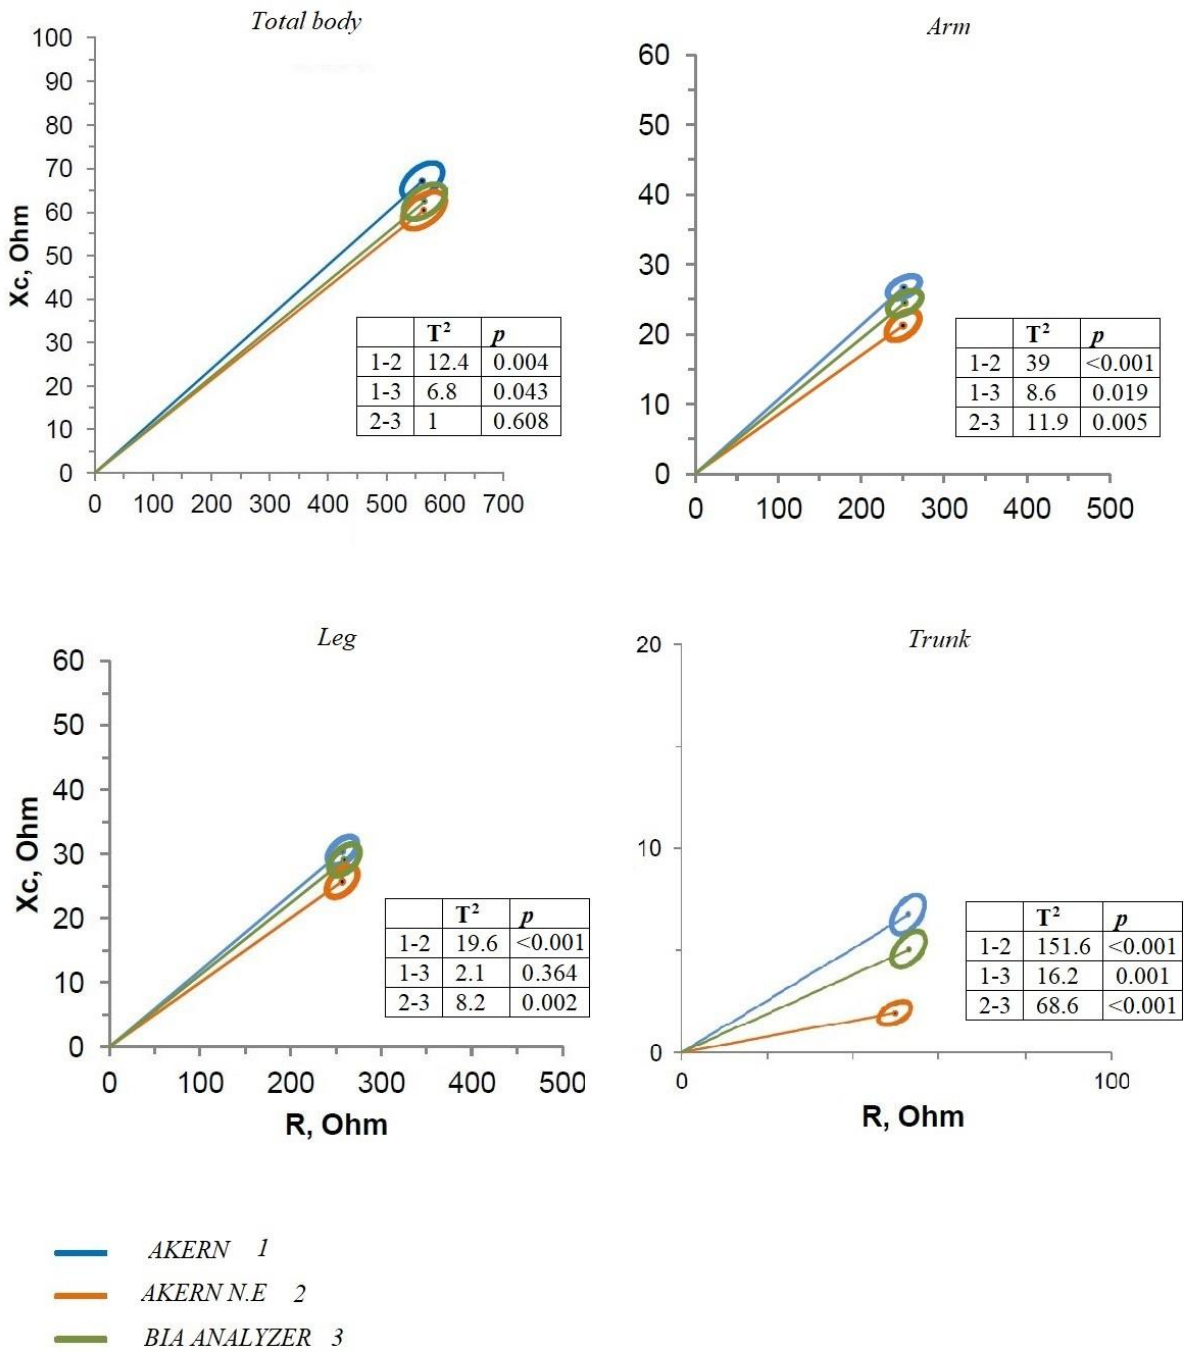 Total body
100
90
80
70
60
50
40
30
20
10
0
Xc, Ohm
0 100 200 300 400 500 600 700
T² p
1-2 12.4 0.004
1-3 6.8 0.043
2-3 1 0.608
Arm
60
50
40
30
20
10
0
0 100 200 300 400 500
T² p
1-2 39 <0.001
1-3 8.6 0.019
2-3 11.9 0.005
Leg
60
50
40
30
20
10
0
Xc, Ohm
0 100 200 300 400 500
R, Ohm
T² p
1-2 19.6 <0.001
1-3 2.1 0.364
2-3 8.2 0.002
Trunk
20
10
0
0 100
R, Ohm
T² p
1-2 151.6 <0.001
1-3 16.2 0.001
2-3 68.6 <0.001
AKERN 1
AKERN N.E 2
BIA ANALYZER 3